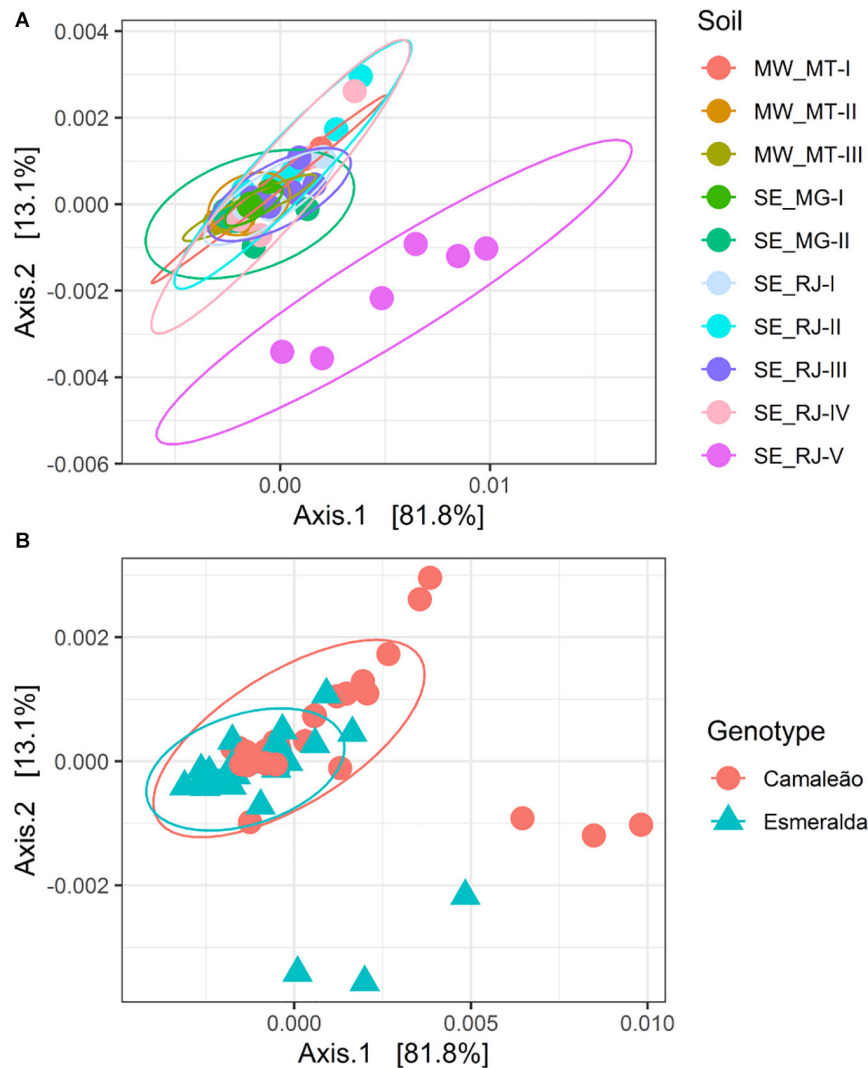 A
Soil
0.004
0.002
0.000
-0.002
-0.004
-0.006
Axis.2 [13.1%]
0.00
0.01
Axis.1 [81.8%]
MW_MT-I
MW_MT-II
MW_MT-III
SE_MG-I
SE_MG-II
SE_RJ-I
SE_RJ-II
SE_RJ-III
SE_RJ-IV
SE_RJ-V
B
0.002
0.000
-0.002
Axis.2 [13.1%]
0.000
0.005
0.010
Axis.1 [81.8%]
Genotype
Camaleão
Esmeralda